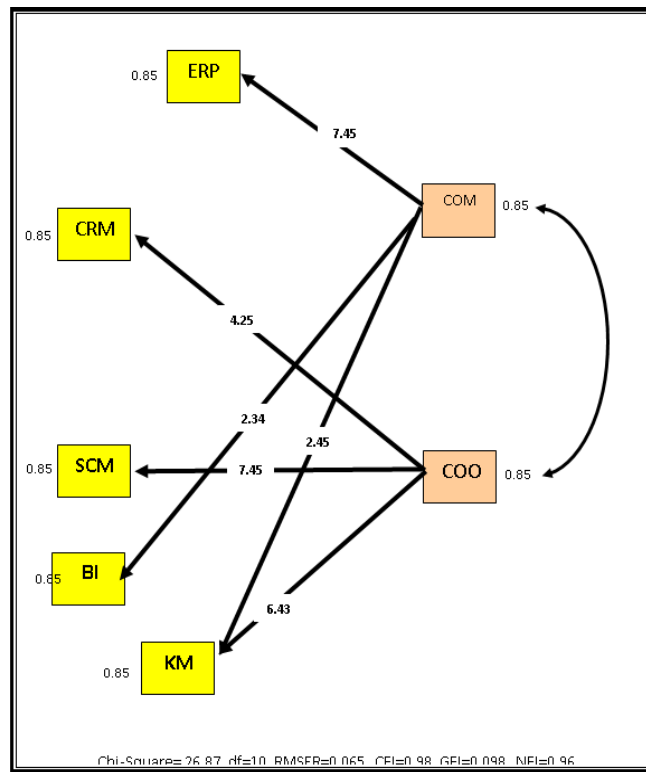 0.85 ERP
7.45
COM 0.85
0.85 CRM
4.25
2.34
2.45
0.85 SCM
7.45
COO 0.85
0.85 BI
6.43
0.85 KM
Chi-Square= 26.87, df=10, RMSER=0.065, CFI=0.98, GFI=0.098, NFI=0.96